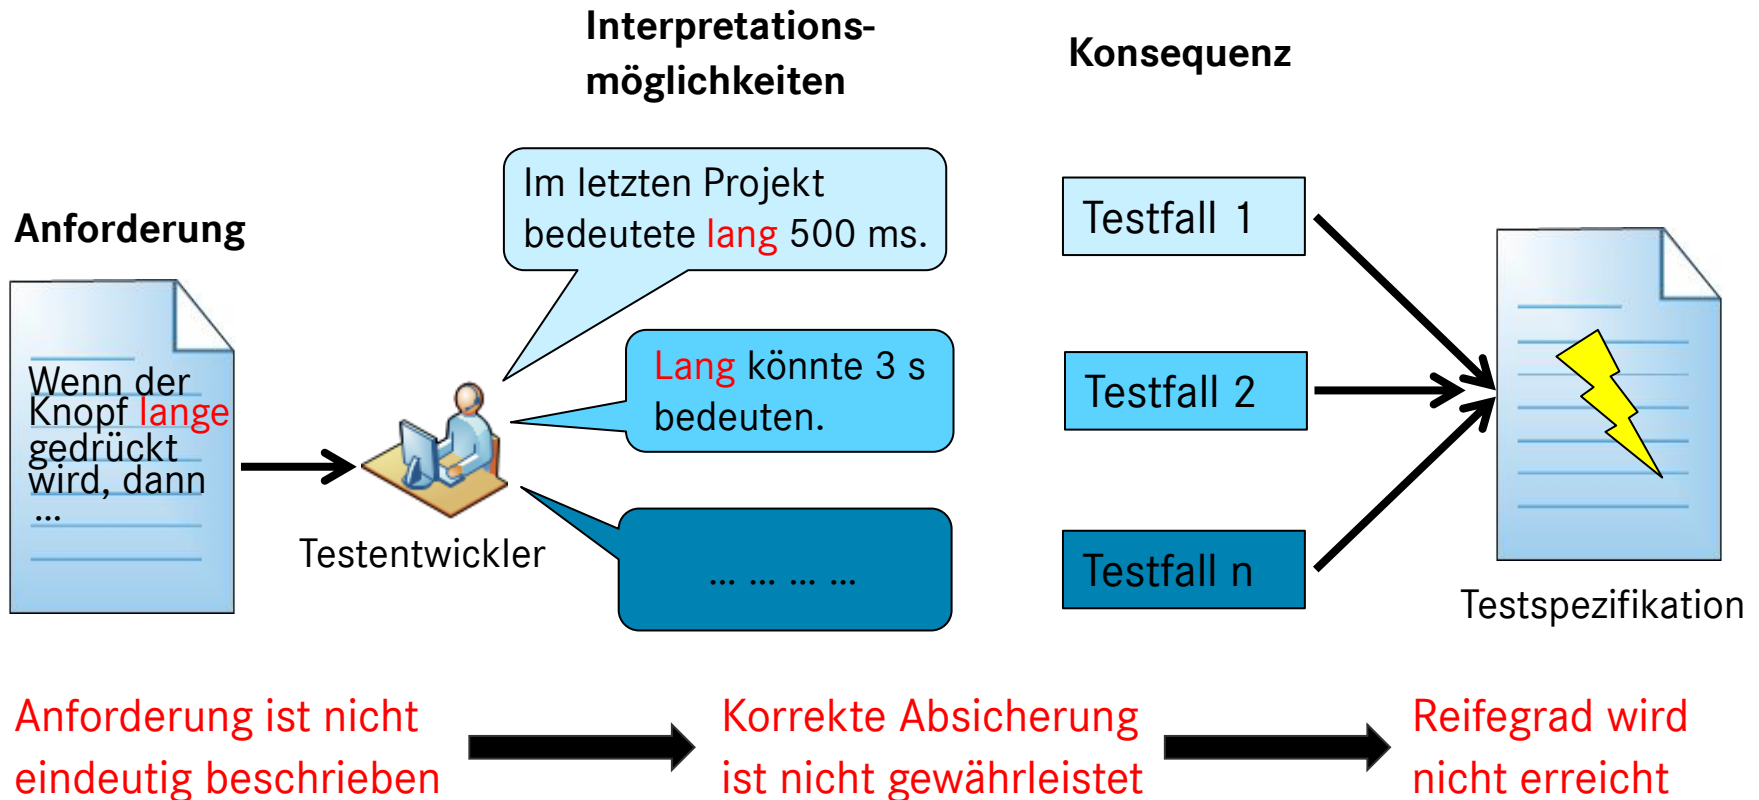 Interpretations-
möglichkeiten
Konsequenz
Anforderung
Wenn der
Knopf lange
gedrückt
wird, dann
...
Testentwickler
Im letzten Projekt
bedeutete lang 500 ms.
Lang könnte 3 s
bedeuten.
... ... ... ...
Testfall 1
Testfall 2
Testfall n
Testspezifikation
Anforderung ist nicht
eindeutig beschrieben
Korrekte Absicherung
ist nicht gewährleistet
Reifegrad wird
nicht erreicht